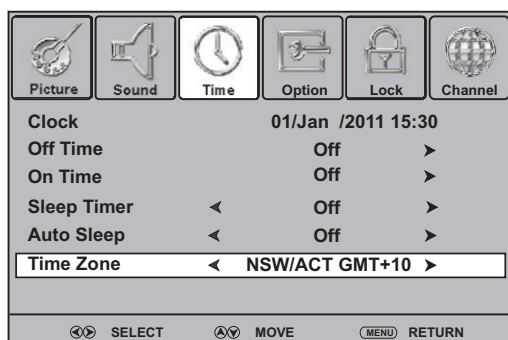 Picture Sound Time Option Lock Channel
Clock 01/Jan /2011 15:30
Off Time Off
On Time Off
Sleep Timer Off
Auto Sleep Off
Time Zone NSW/ACT GMT+10
SELECT MOVE MENU RETURN